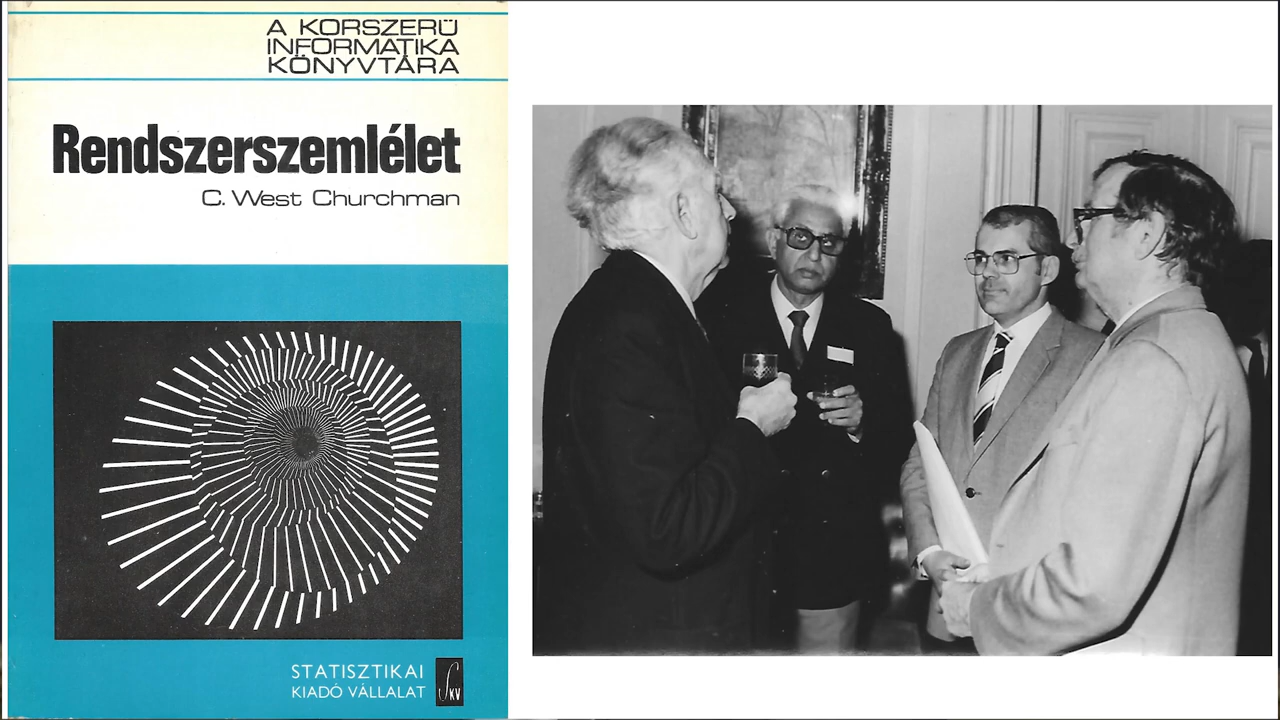 A KORSZERŰ
INFORMATIKA
KÖNYVTÁRA
Rendszerszemlélet
C. West Churchman
STATISZTIKAI
KIADÓ VÁLLALAT
SKV